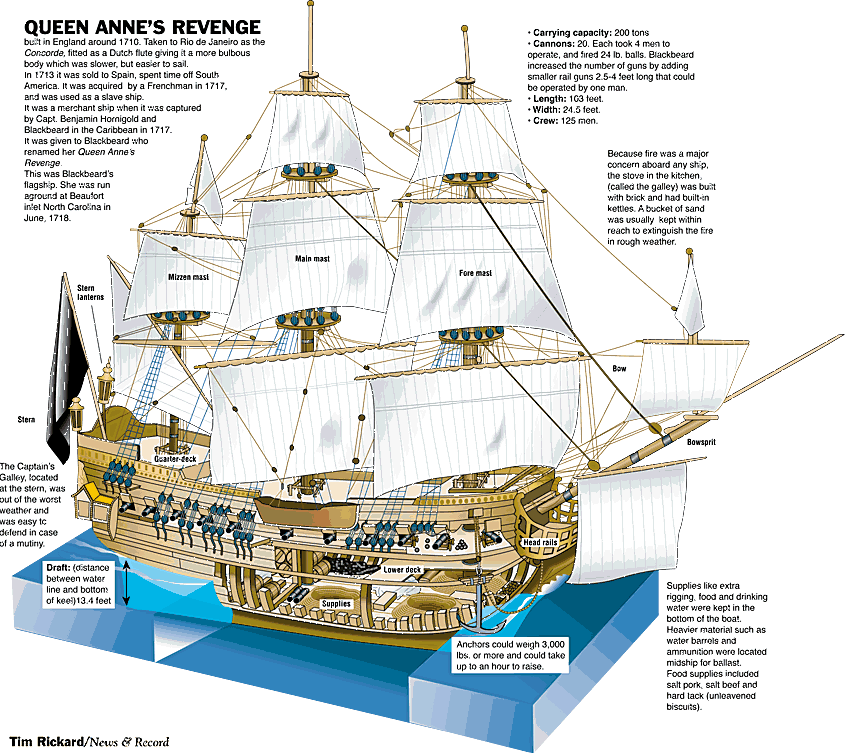 QUEEN ANNE'S REVENGE
built in England around 1710. Taken to Rio de Janeiro as the
Concorde, fitted as a Dutch flute giving it a more bulbous
body which was slower, but easier to sail.
In 1713 it was sold to Spain, spent time off South
America. It was acquired by a Frenchman in 1717,
and was used as a slave ship.
It was a merchant ship when it was captured
by Capt. Benjamin Hornigold and
Blackbeard in the Caribbean in 1717.
It was given to Blackbeard who
renamed her Queen Anne's
Revenge.
This was Blackbeard's
flagship. She was run
aground at Beaufort
inlet North Carolina in
June, 1718.
• Carrying capacity: 200 tons
• Cannons: 20. Each took 4 men to
operate, and fired 24 lb. balls. Blackbeard
increased the number of guns by adding
smaller rail guns 2.5-4 feet long that could
be operated by one man.
• Length: 103 feet.
• Width: 24.5 feet.
• Crew: 125 men.
Because fire was a major
concern aboard any ship,
the stove in the kitchen,
(called the galley) was built
with brick and had built-in
kettles. A bucket of sand
was usually kept within
reach to extinguish the fire
in rough weather.
Mizzen mast
Main mast
Fore mast
Stern
lanterns
Bow
Stern
Bowsprit
Quarter-deck
The Captain's
Galley, located
at the stern, was
out of the worst
weather and
was easy to
defend in case
of a mutiny.
Head rails
Lower deck
Draft: (distance
between water
line and bottom
of keel)13.4 feet
Supplies
Anchors could weigh 3,000
lbs. or more and could take
up to an hour to raise.
Supplies like extra
rigging, food and drinking
water were kept in the
bottom of the boat.
Heavier material such as
water barrels and
ammunition were located
midship for ballast.
Food supplies included
salt pork, salt beef and
hard tack (unleavened
biscuits).
Tim Rickard/News & Record